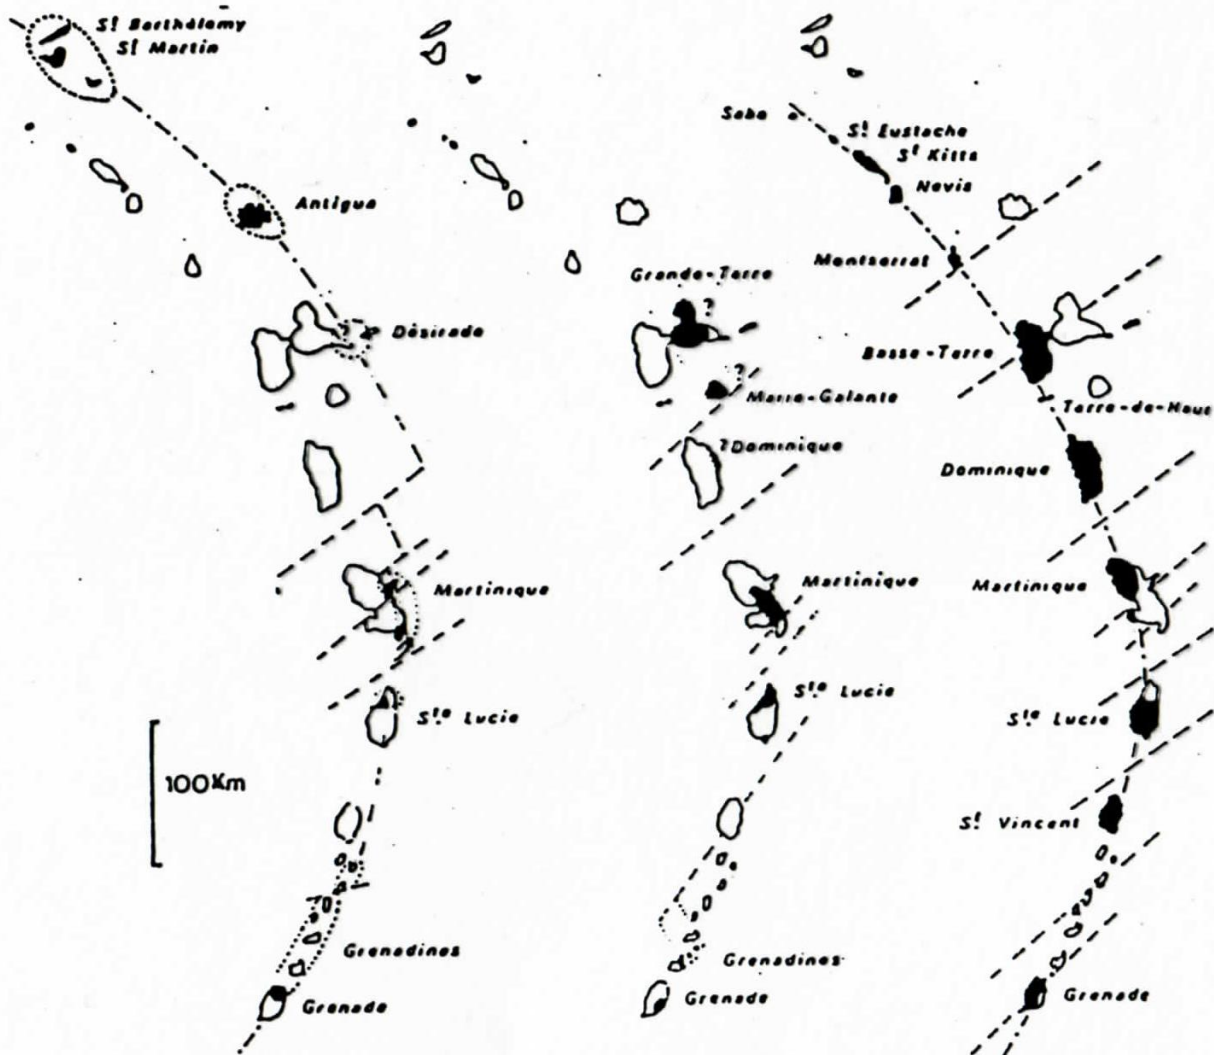 St Barthélemy
St Martin
Antigua
Désirade
Martinique
Ste Lucie
100Km
Grenadines
Grenade
Grande-Terre
?
?
Marie-Galante
?Dominique
Martinique
Ste Lucie
Grenadines
Grenade
Saba
St Eustache
St Kitts
Nevis
Montserrat
Basse-Terre
Terre-de-Haut
Dominique
Martinique
Ste Lucie
St Vincent
Grenade